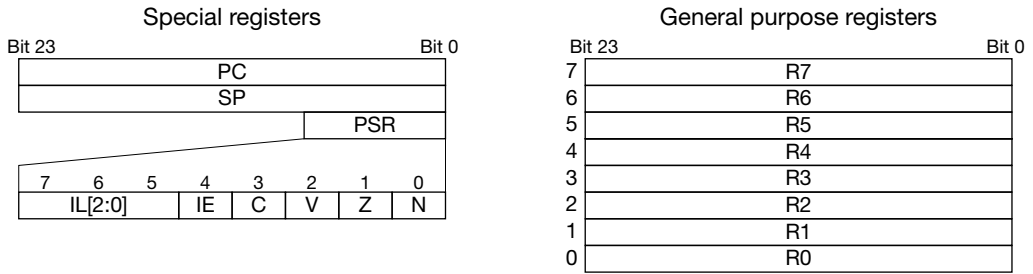 Special registers
Bit 23 Bit 0
PC
SP
PSR
7 6 5 4 3 2 1 0
IL[2:0] IE C V Z N
General purpose registers
Bit 23 Bit 0
7 R7
6 R6
5 R5
4 R4
3 R3
2 R2
1 R1
0 R0